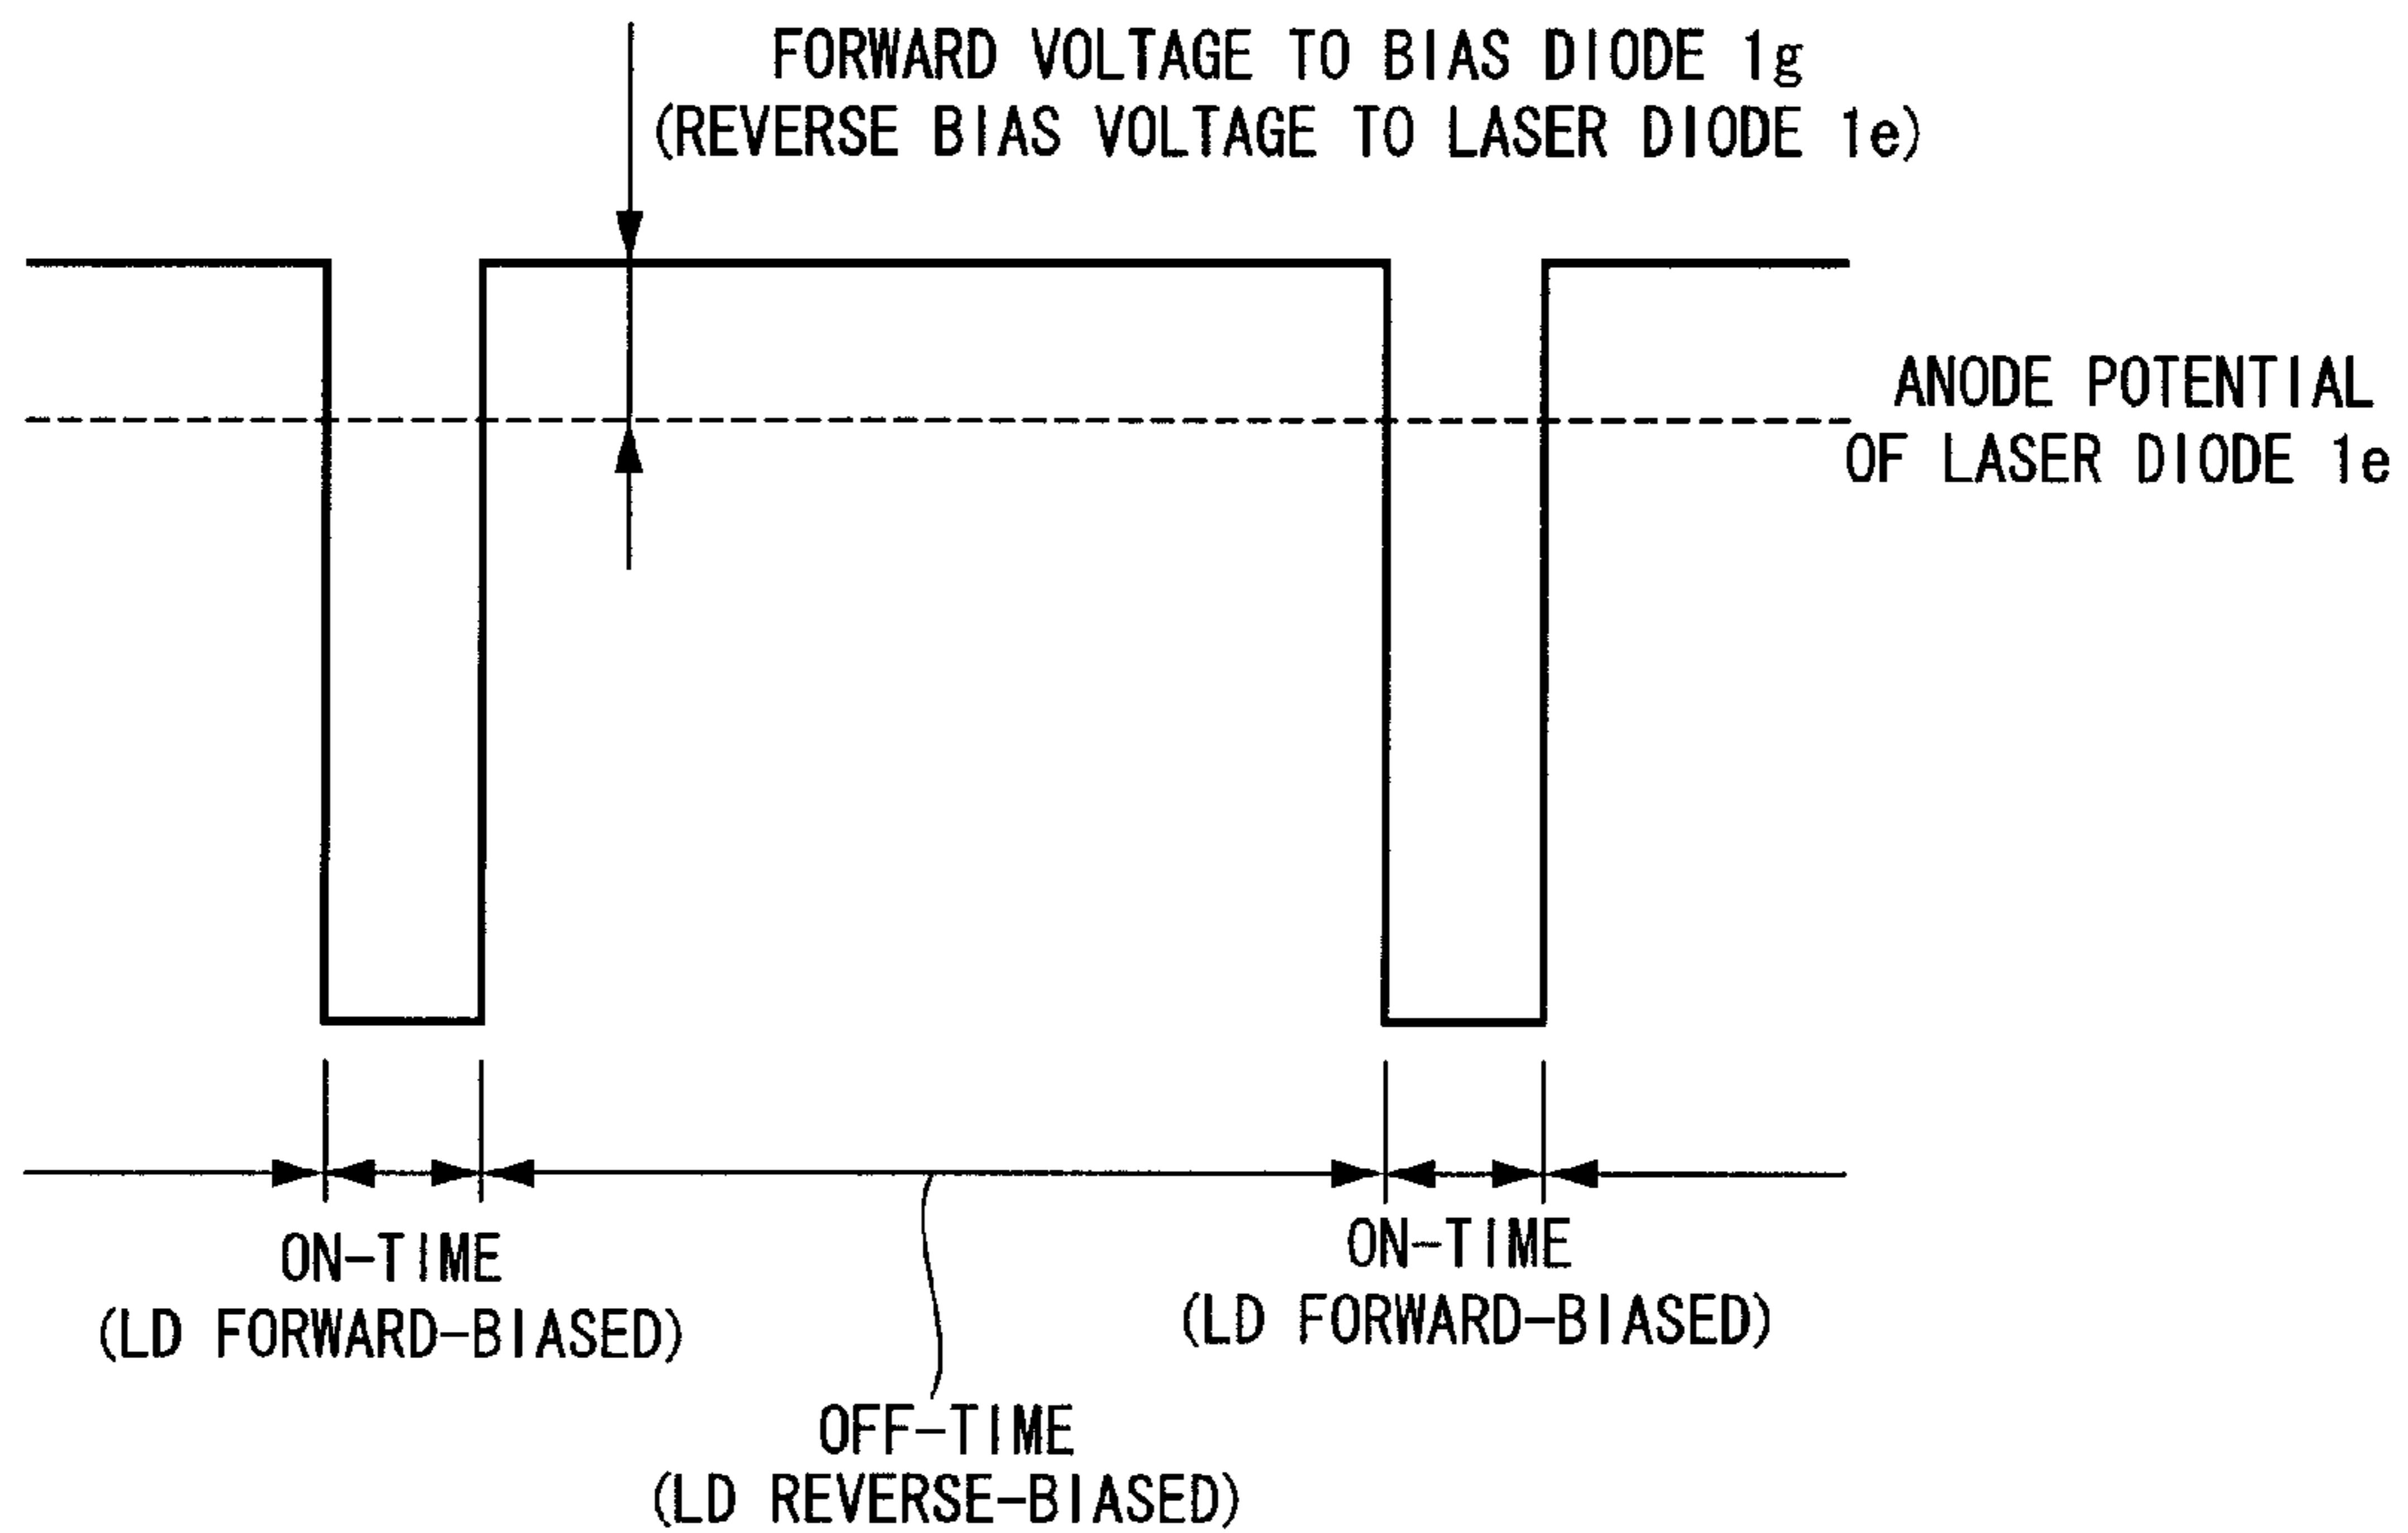 FORWARD VOLTAGE TO BIAS DIODE 1g
(REVERSE BIAS VOLTAGE TO LASER DIODE 1e)
ANODE POTENTIAL
OF LASER DIODE 1e
ON-TIME
(LD FORWARD-BIASED)
ON-TIME
(LD FORWARD-BIASED)
OFF-TIME
(LD REVERSE-BIASED)